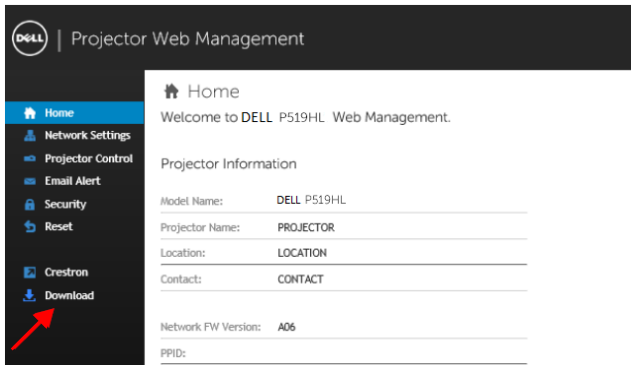 DELL | Projector Web Management
Home
Network Settings
Projector Control
Email Alert
Security
Reset
Crestron
Download
Home
Welcome to DELL P519HL Web Management.
Projector Information
Model Name: DELL P519HL
Projector Name: PROJECTOR
Location: LOCATION
Contact: CONTACT
Network FW Version: A06
PPID: